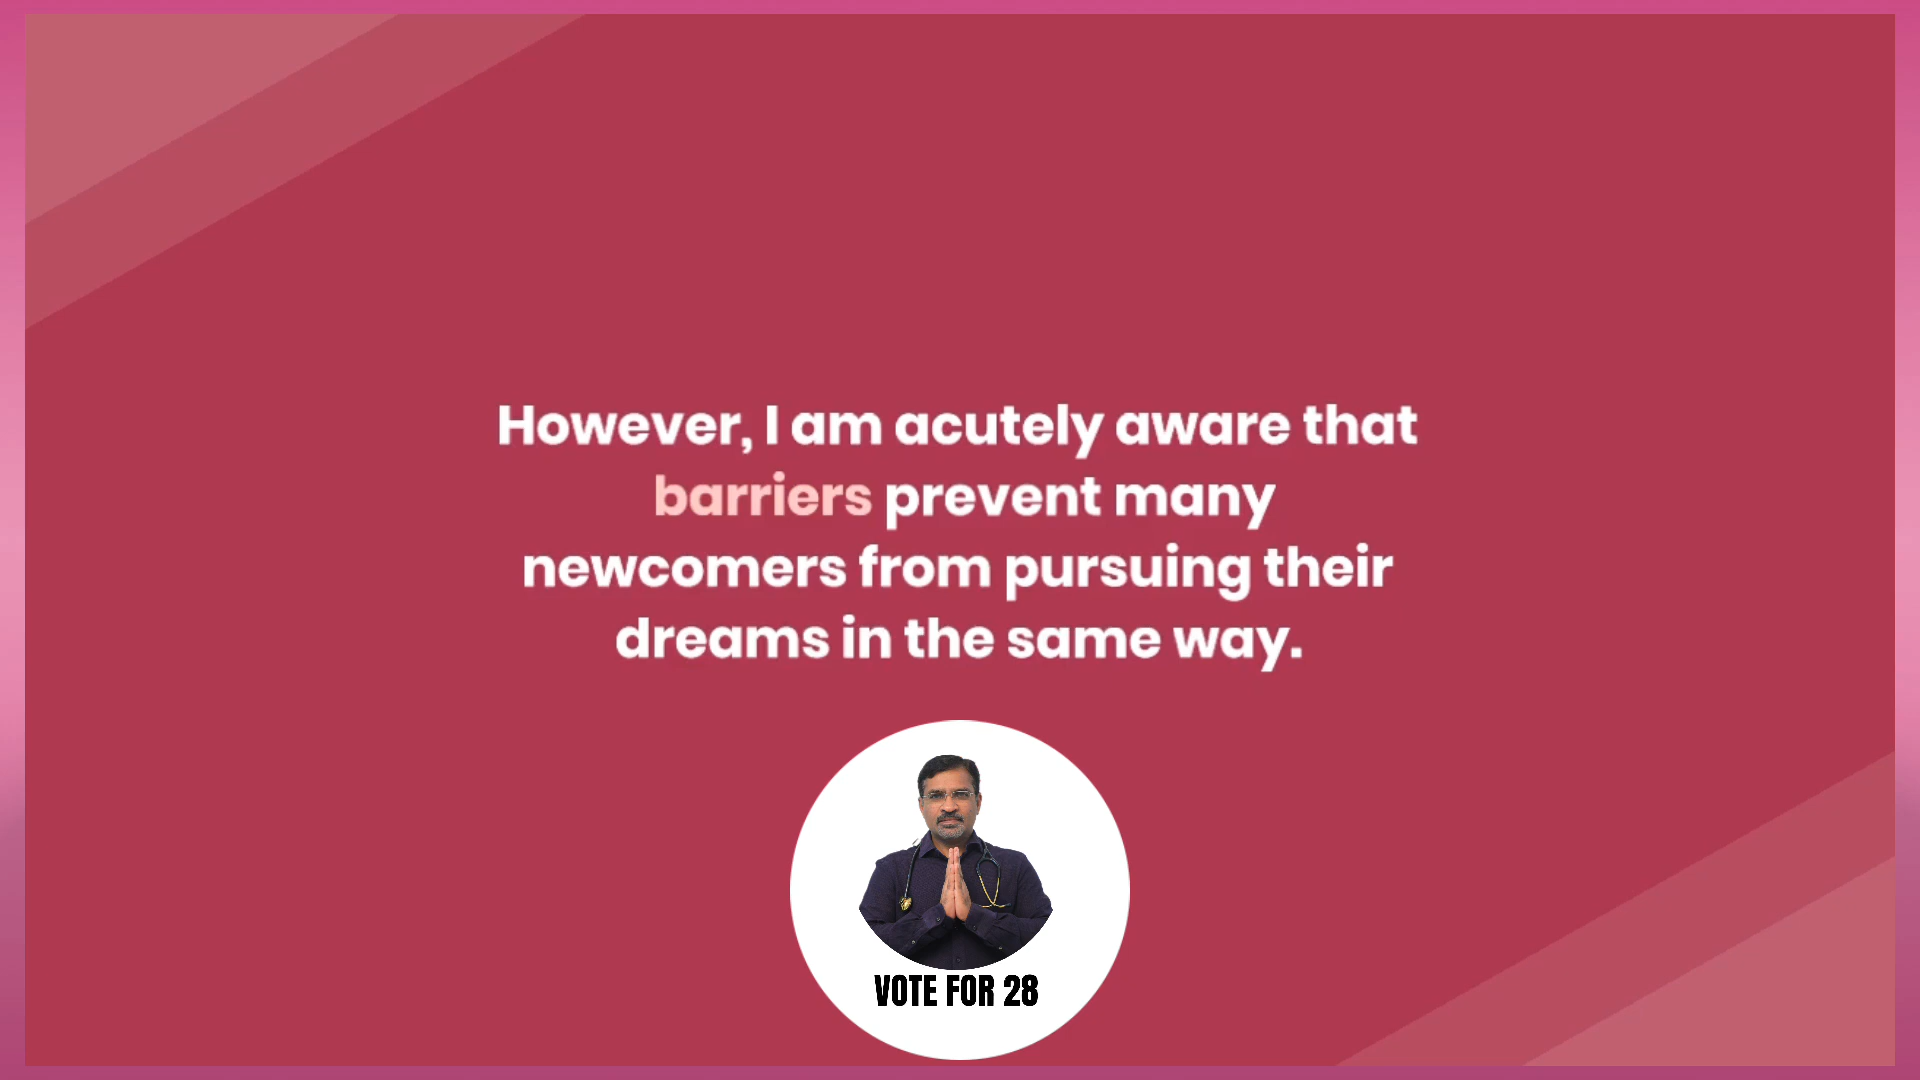 However, I am acutely aware that
barriers prevent many
newcomers from pursuing their
dreams in the same way.
VOTE FOR 28